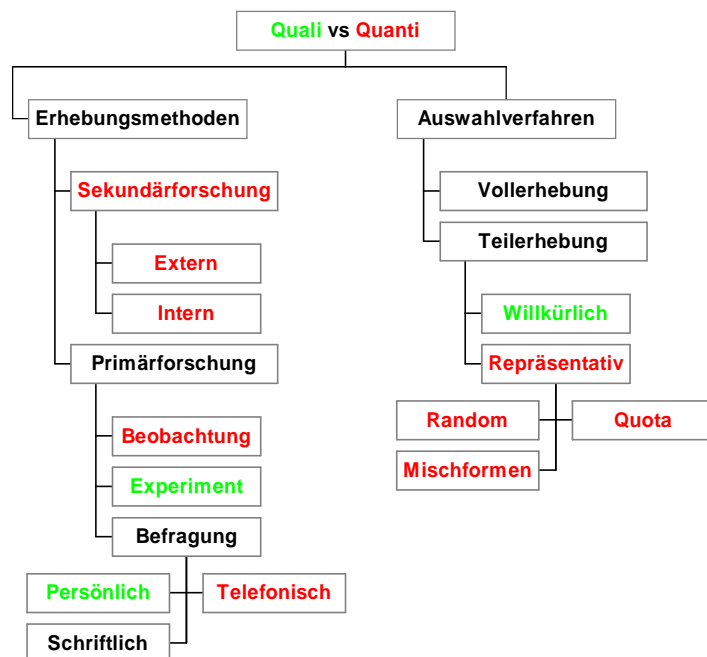 Quali vs Quanti
Erhebungsmethoden
Sekundärforschung
Extern
Intern
Primärforschung
Beobachtung
Experiment
Befragung
Persönlich
Telefonisch
Schriftlich
Auswahlverfahren
Vollerhebung
Teilerhebung
Willkürlich
Repräsentativ
Random
Quota
Mischformen